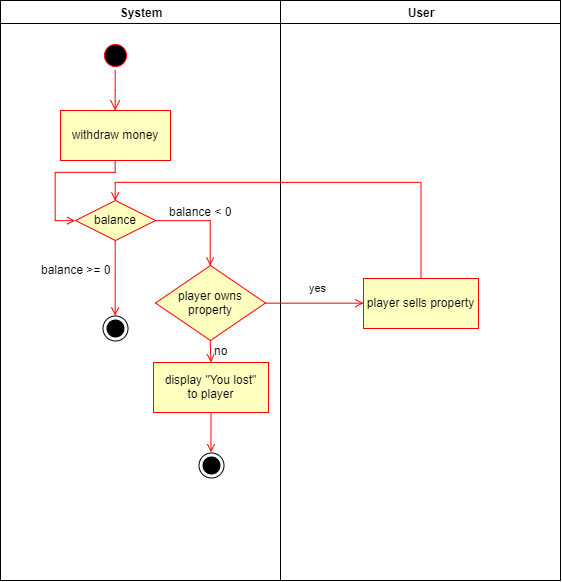 System
User
withdraw money
balance
balance < 0
balance >= 0
player owns
property
yes
player sells property
no
display "You lost"
to player